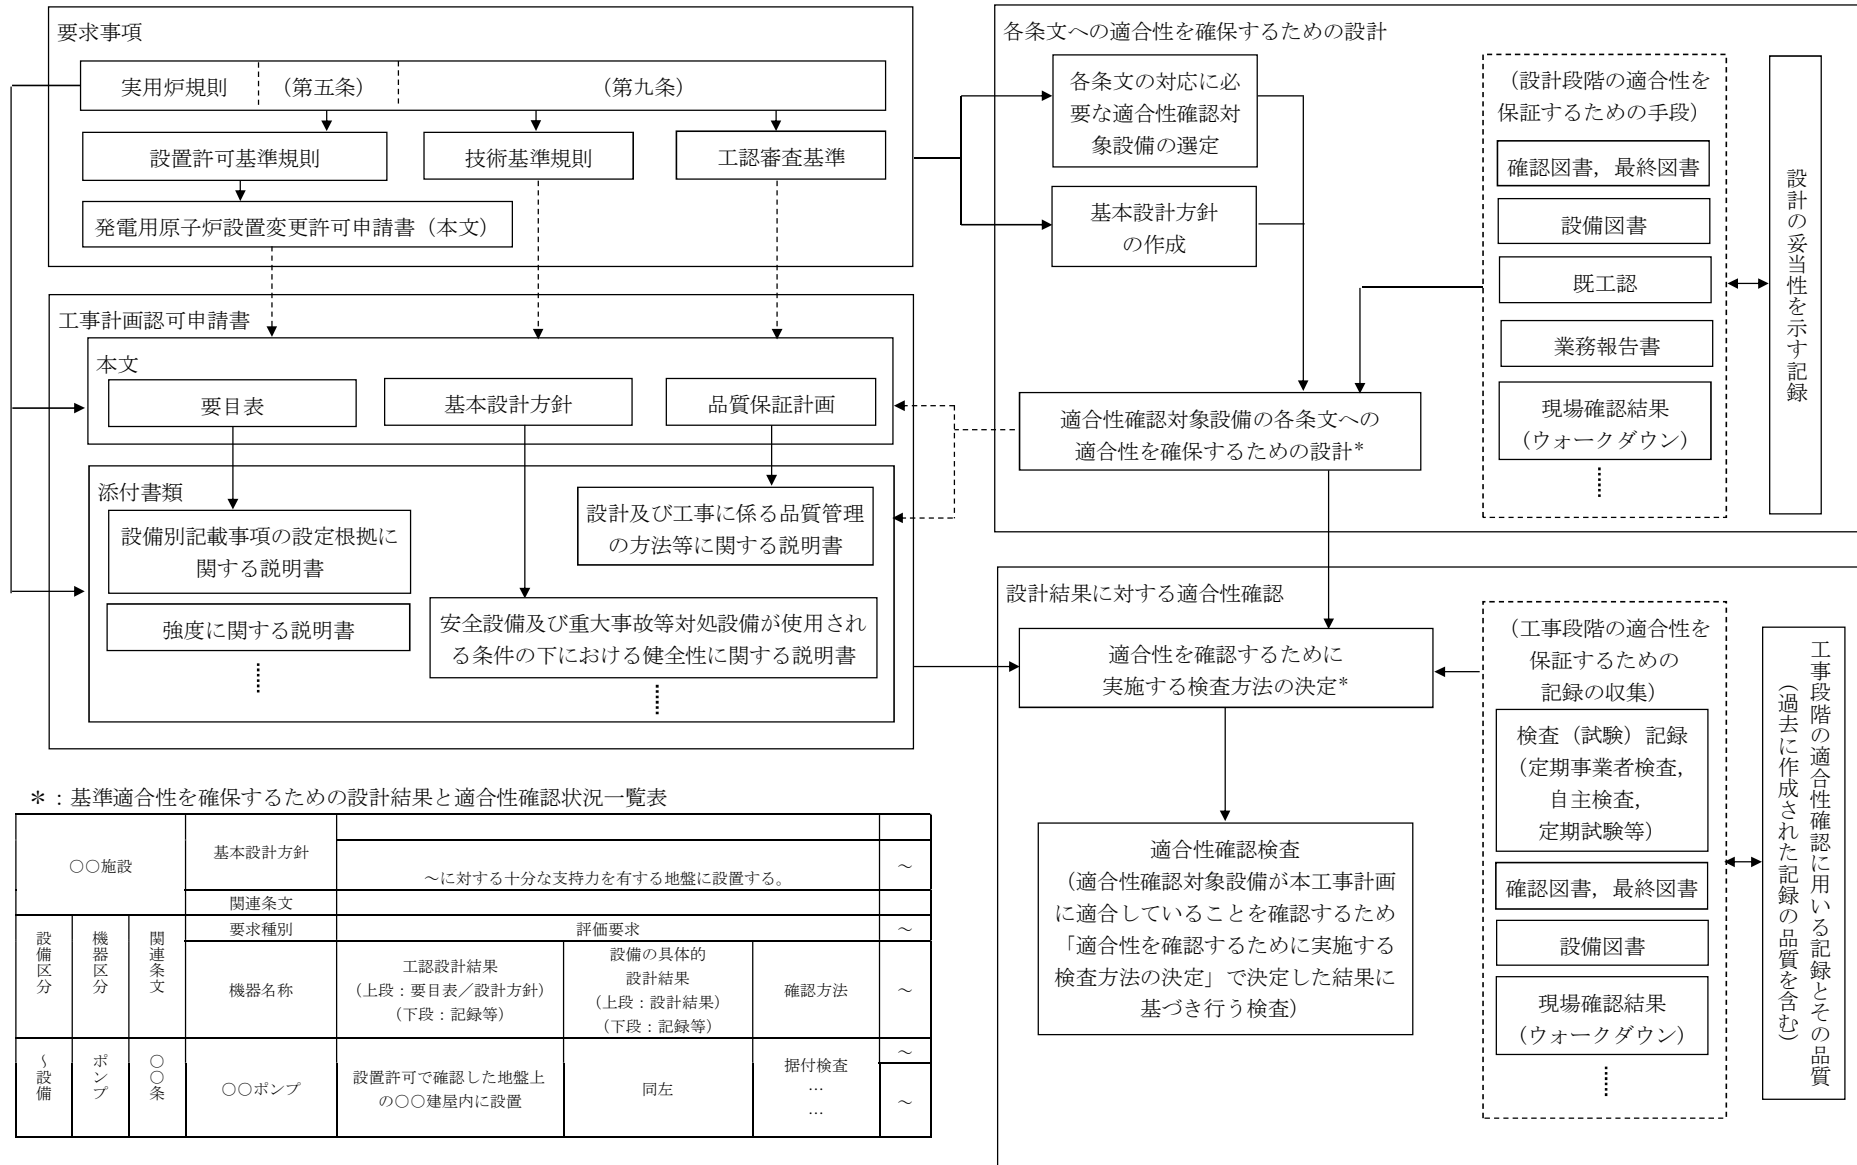 要求事項
実用炉規則
(第五条)
(第九条)
設置許可基準規則
技術基準規則
工認審査基準
発電用原子炉設置変更許可申請書（本文）
工事計画認可申請書
本文
要目表
基本設計方針
品質保証計画
添付書類
設備別記載事項の設定根拠に
関する説明書
設計及び工事に係る品質管理
の方法等に関する説明書
強度に関する説明書
安全設備及び重大事故等対処設備が使用され
る条件の下における健全性に関する説明書
各条文への適合性を確保するための設計
各条文の対応に必
要な適合性確認対
象設備の選定
基本設計方針
の作成
（設計段階の適合性を
保証するための手段）
確認図書，最終図書
設備図書
既工認
業務報告書
現場確認結果
（ウォークダウン）
設計の妥当性を示す記録
適合性確認対象設備の各条文への
適合性を確保するための設計*
設計結果に対する適合性確認
適合性を確認するために
実施する検査方法の決定*
適合性確認検査
（適合性確認対象設備が本工事計画
に適合していることを確認するため
「適合性を確認するために実施する
検査方法の決定」で決定した結果に
基づき行う検査）
（工事段階の適合性を
保証するための
記録の収集）
検査（試験）記録
（定期事業者検査，
自主検査，
定期試験等）
確認図書，最終図書
設備図書
現場確認結果
（ウォークダウン）
工事段階の適合性確認に用いる記録とその品質
（過去に作成された記録の品質を含む）
＊：基準適合性を確保するための設計結果と適合性確認状況一覧表
○○施設
基本設計方針
～に対する十分な支持力を有する地盤に設置する。
～
関連条文
設備区分
機器区分
関連条文
要求種別
評価要求
～
機器名称
工認設計結果
（上段：要目表／設計方針）
（下段：記録等）
設備の具体的
設計結果
（上段：設計結果）
（下段：記録等）
確認方法
～
～設備
ポンプ
○○条
○○ポンプ
設置許可で確認した地盤上
の○○建屋内に設置
同左
据付検査
…
…
～
～